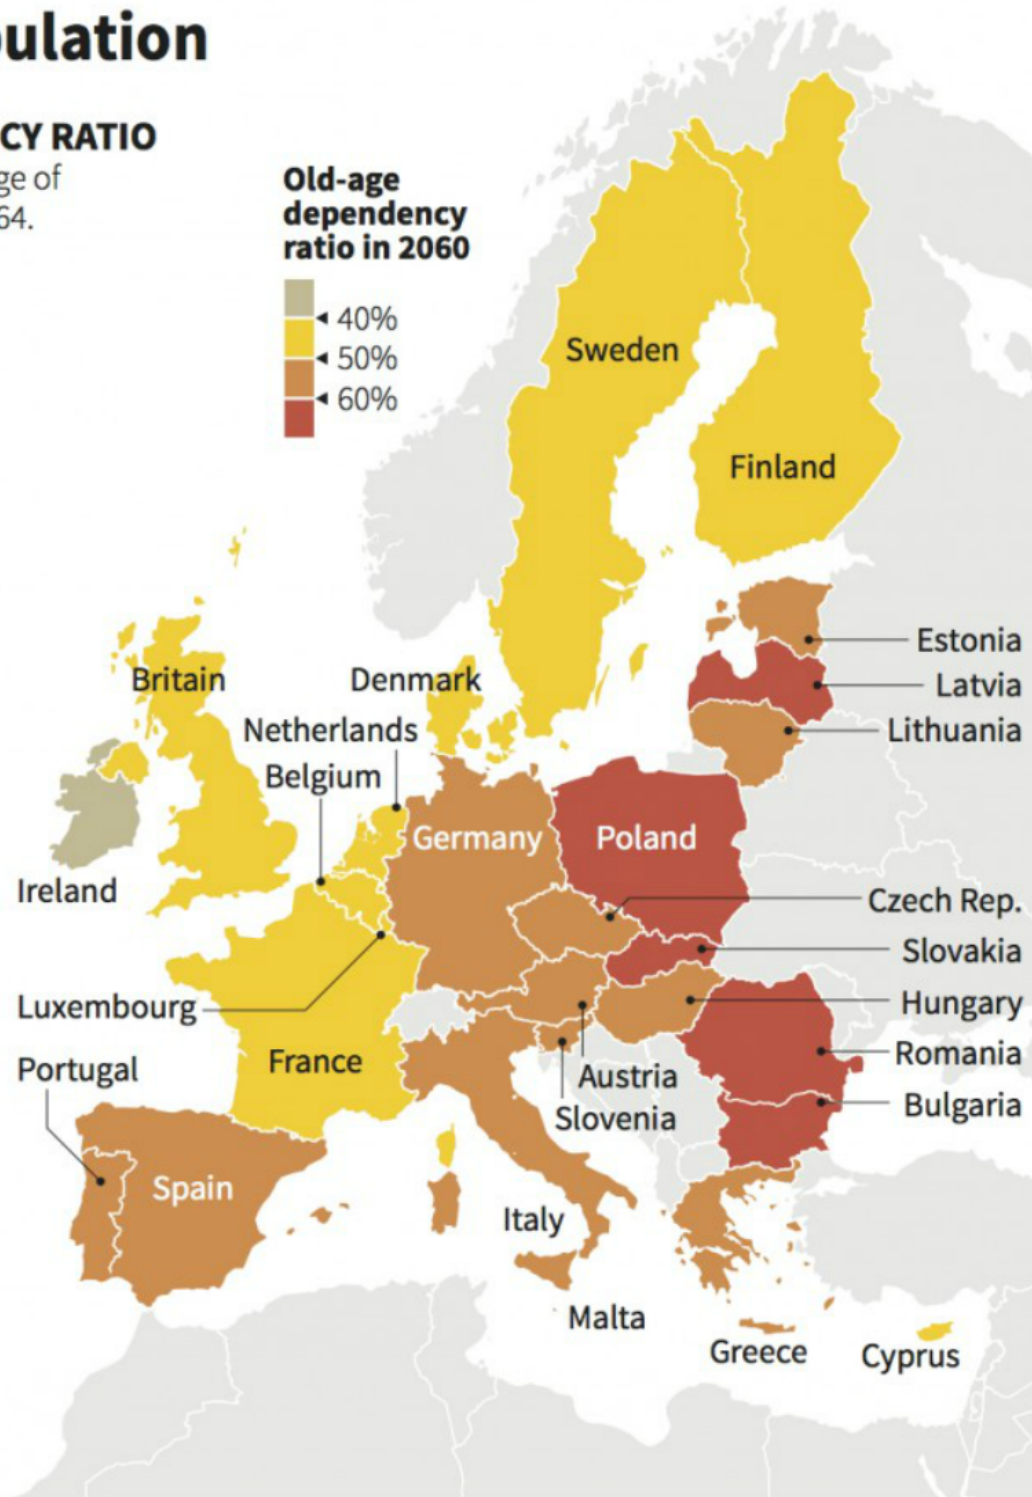 ulation
CY RATIO
ge of
64.
Old-age
dependency
ratio in 2060
40%
50%
60%
Sweden
Finland
Estonia
Latvia
Lithuania
Britain
Denmark
Netherlands
Belgium
Germany
Poland
Ireland
Czech Rep.
Slovakia
Luxembourg
Hungary
Romania
Portugal
France
Austria
Bulgaria
Slovenia
Spain
Italy
Malta
Greece
Cyprus